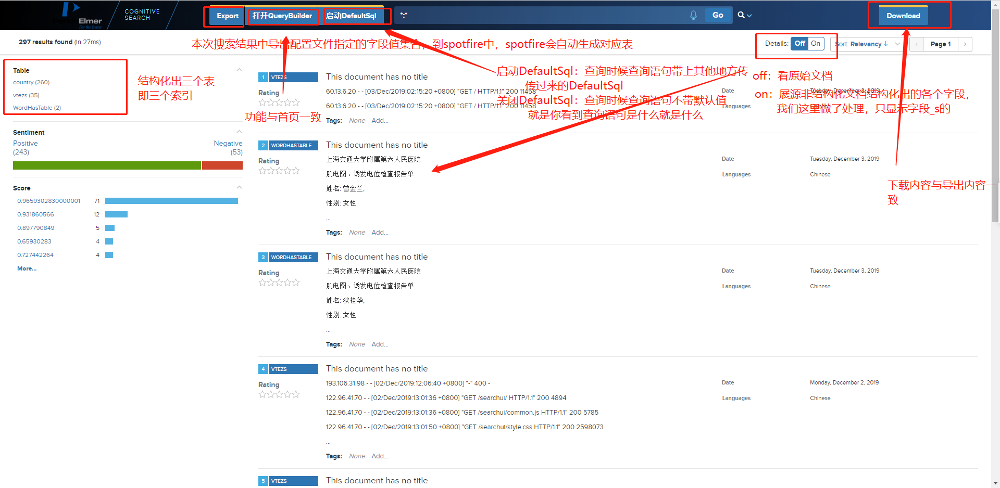 PerkinElmer
For the Better
COGNITIVE
SEARCH
Export
打开QueryBuilder
启动DefaultSql
*:*
Go
Download
297 results found (in 27ms)
本次搜索结果中导出配置文件指定的字段值集合，到spotfire中，spotfire会自动生成对应表
Details: Off On
Sort: Relevancy
Page 1
Table
country (260)
vtezs (35)
WordHasTable (2)
结构化出三个表
即三个索引
Sentiment
Positive
(243)
Negative
(53)
Score
0.9659302830000001 71
0.931860566 12
0.897790849 5
0.65930283 4
0.727442264 4
More...
1 VTEZS
This document has no title
Rating
60.13.6.20 - - [03/Dec/2019:02:15:20 +0800] "GET / HTTP/1.1" 200 11458
60.13.6.20 - - [03/Dec/2019:02:15:20 +0800] "GET / HTTP/1.1" 200 11458
Tags: None Add...
Date
Tuesday, December 3, 2019
Languages
Chinese
功能与首页一致
启动DefaultSql：查询时候查询语句带上其他地方传
传过来的DefaultSql
关闭DefaultSql：查询时候查询语句不带默认值
就是你看到查询语句是什么就是什么
off：看原始文档
on：展源非结构化文档结构化出的各个字段，
我们这里做了处理，只显示字段_s的
2 WORDHASTABLE
This document has no title
Rating
上海交通大学附属第六人民医院
肌电图、诱发电位检查报告单
姓名: 曾金兰,
性别: 女性
...
Tags: None Add...
Date
Tuesday, December 3, 2019
Languages
Chinese
下载内容与导出内容一
致
3 WORDHASTABLE
This document has no title
Rating
上海交通大学附属第六人民医院
肌电图、诱发电位检查报告单
姓名: 狄桂华,
性别: 女性
...
Tags: None Add...
Date
Tuesday, December 3, 2019
Languages
Chinese
4 VTEZS
This document has no title
Rating
193.106.31.98 - - [02/Dec/2019:12:06:40 +0800] "-" 400 -
122.96.41.70 - - [02/Dec/2019:13:01:36 +0800] "GET /searchui/ HTTP/1.1" 200 4894
122.96.41.70 - - [02/Dec/2019:13:01:36 +0800] "GET /searchui/common.js HTTP/1.1" 200 5785
122.96.41.70 - - [02/Dec/2019:13:01:50 +0800] "GET /searchui/style.css HTTP/1.1" 200 2598073
...
Tags: None Add...
Date
Monday, December 2, 2019
Languages
Chinese
5 VTEZS
This document has no title